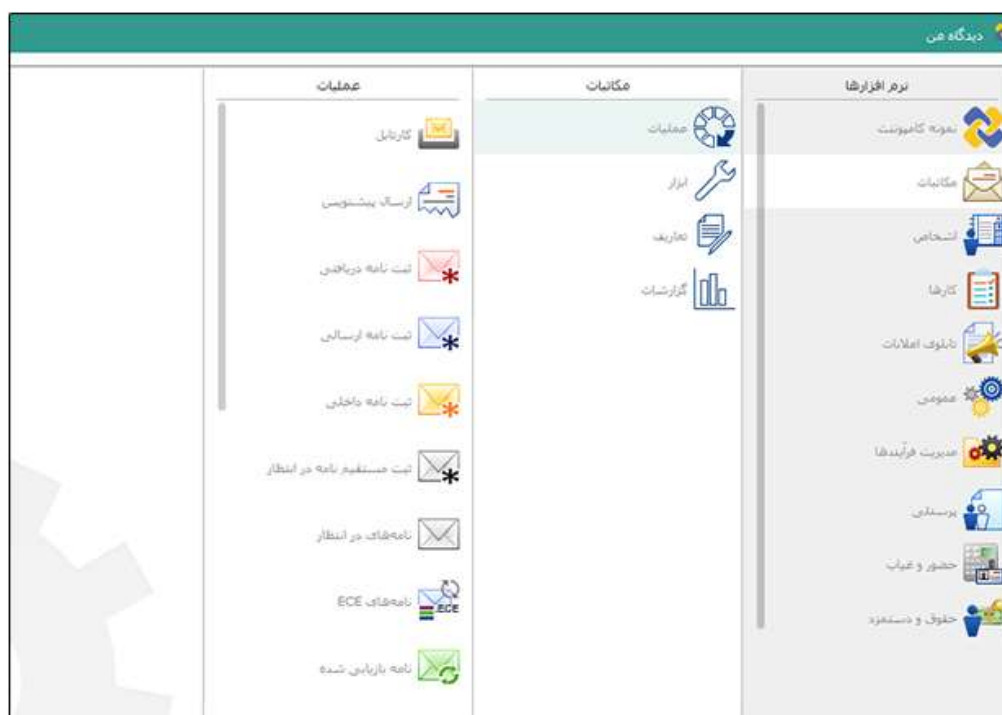 دیدگاه من
نرم افزارها
نمونه کامپوننت
مکاتبات
اشخاص
کارها
تابلوی اعلانات
عمومی
مدیریت فرآیندها
پرسنلی
حضور و غیاب
حقوق و دستمزد
مکاتبات
عملیات
ابزار
تعاریف
گزارشات
عملیات
کارتابل
ارسال پیشنویس
ثبت نامه دریافتی
ثبت نامه ارسالی
ثبت نامه داخلی
ثبت مستقیم نامه در انتظار
نامه‌های در انتظار
نامه‌های ECE
.ECE
نامه بازیابی شده